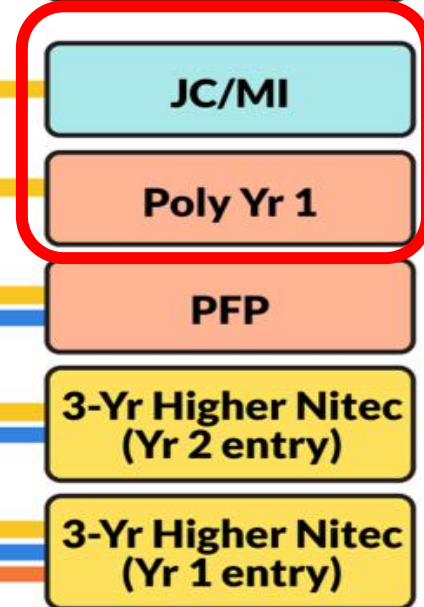 JC/MI
Poly Yr 1
PFP
3-Yr Higher Nitec
(Yr 2 entry)
3-Yr Higher Nitec
(Yr 1 entry)